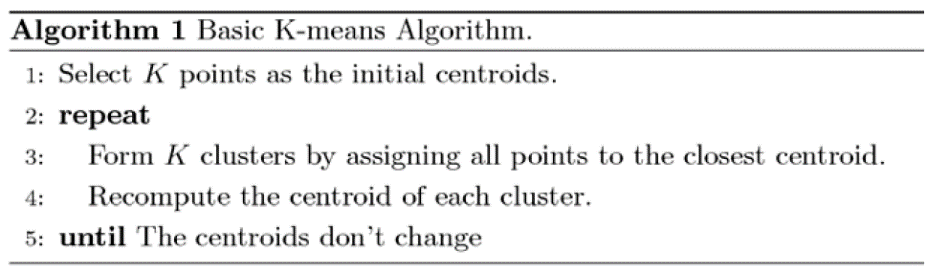 Algorithm 1 Basic K-means Algorithm.
1: Select K points as the initial centroids.
2: repeat
3: Form K clusters by assigning all points to the closest centroid.
4: Recompute the centroid of each cluster.
5: until The centroids don't change